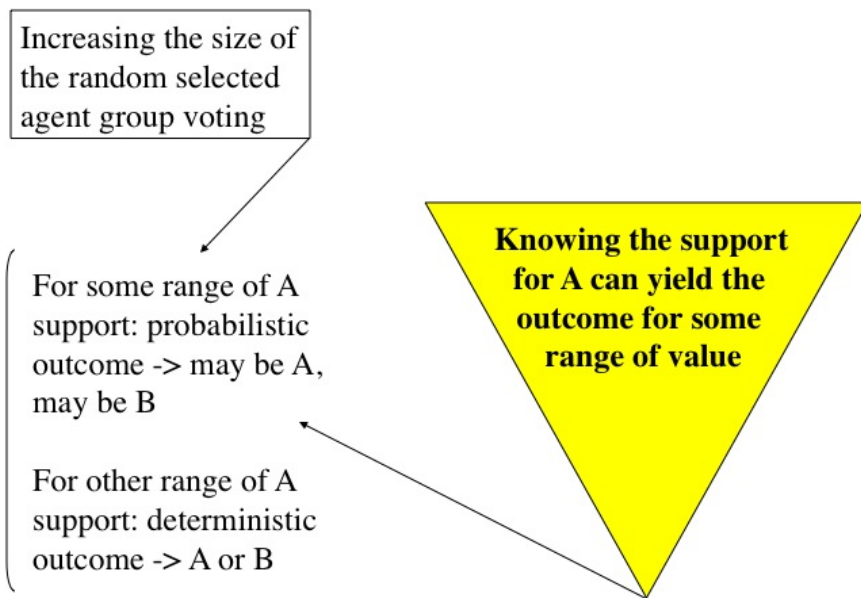 Increasing the size of
the random selected
agent group voting
For some range of A
support: probabilistic
outcome -> may be A,
may be B
For other range of A
support: deterministic
outcome -> A or B
Knowing the support
for A can yield the
outcome for some
range of value